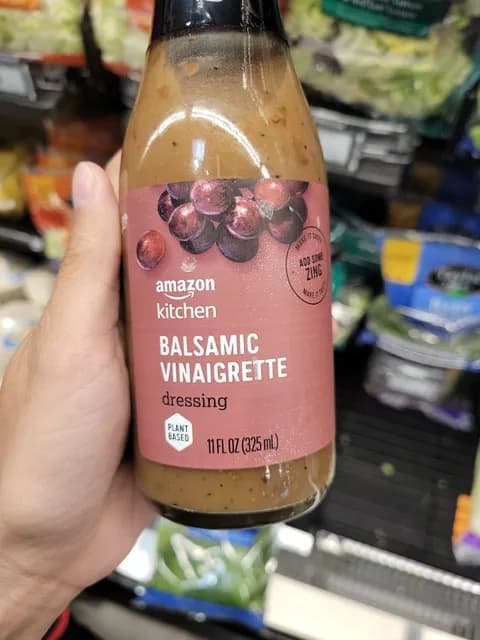 amazon
kitchen
BALSAMIC
VINAIGRETTE
dressing
PLANT
BASED
11 FL OZ (325 mL)
ADD SOME
ZING